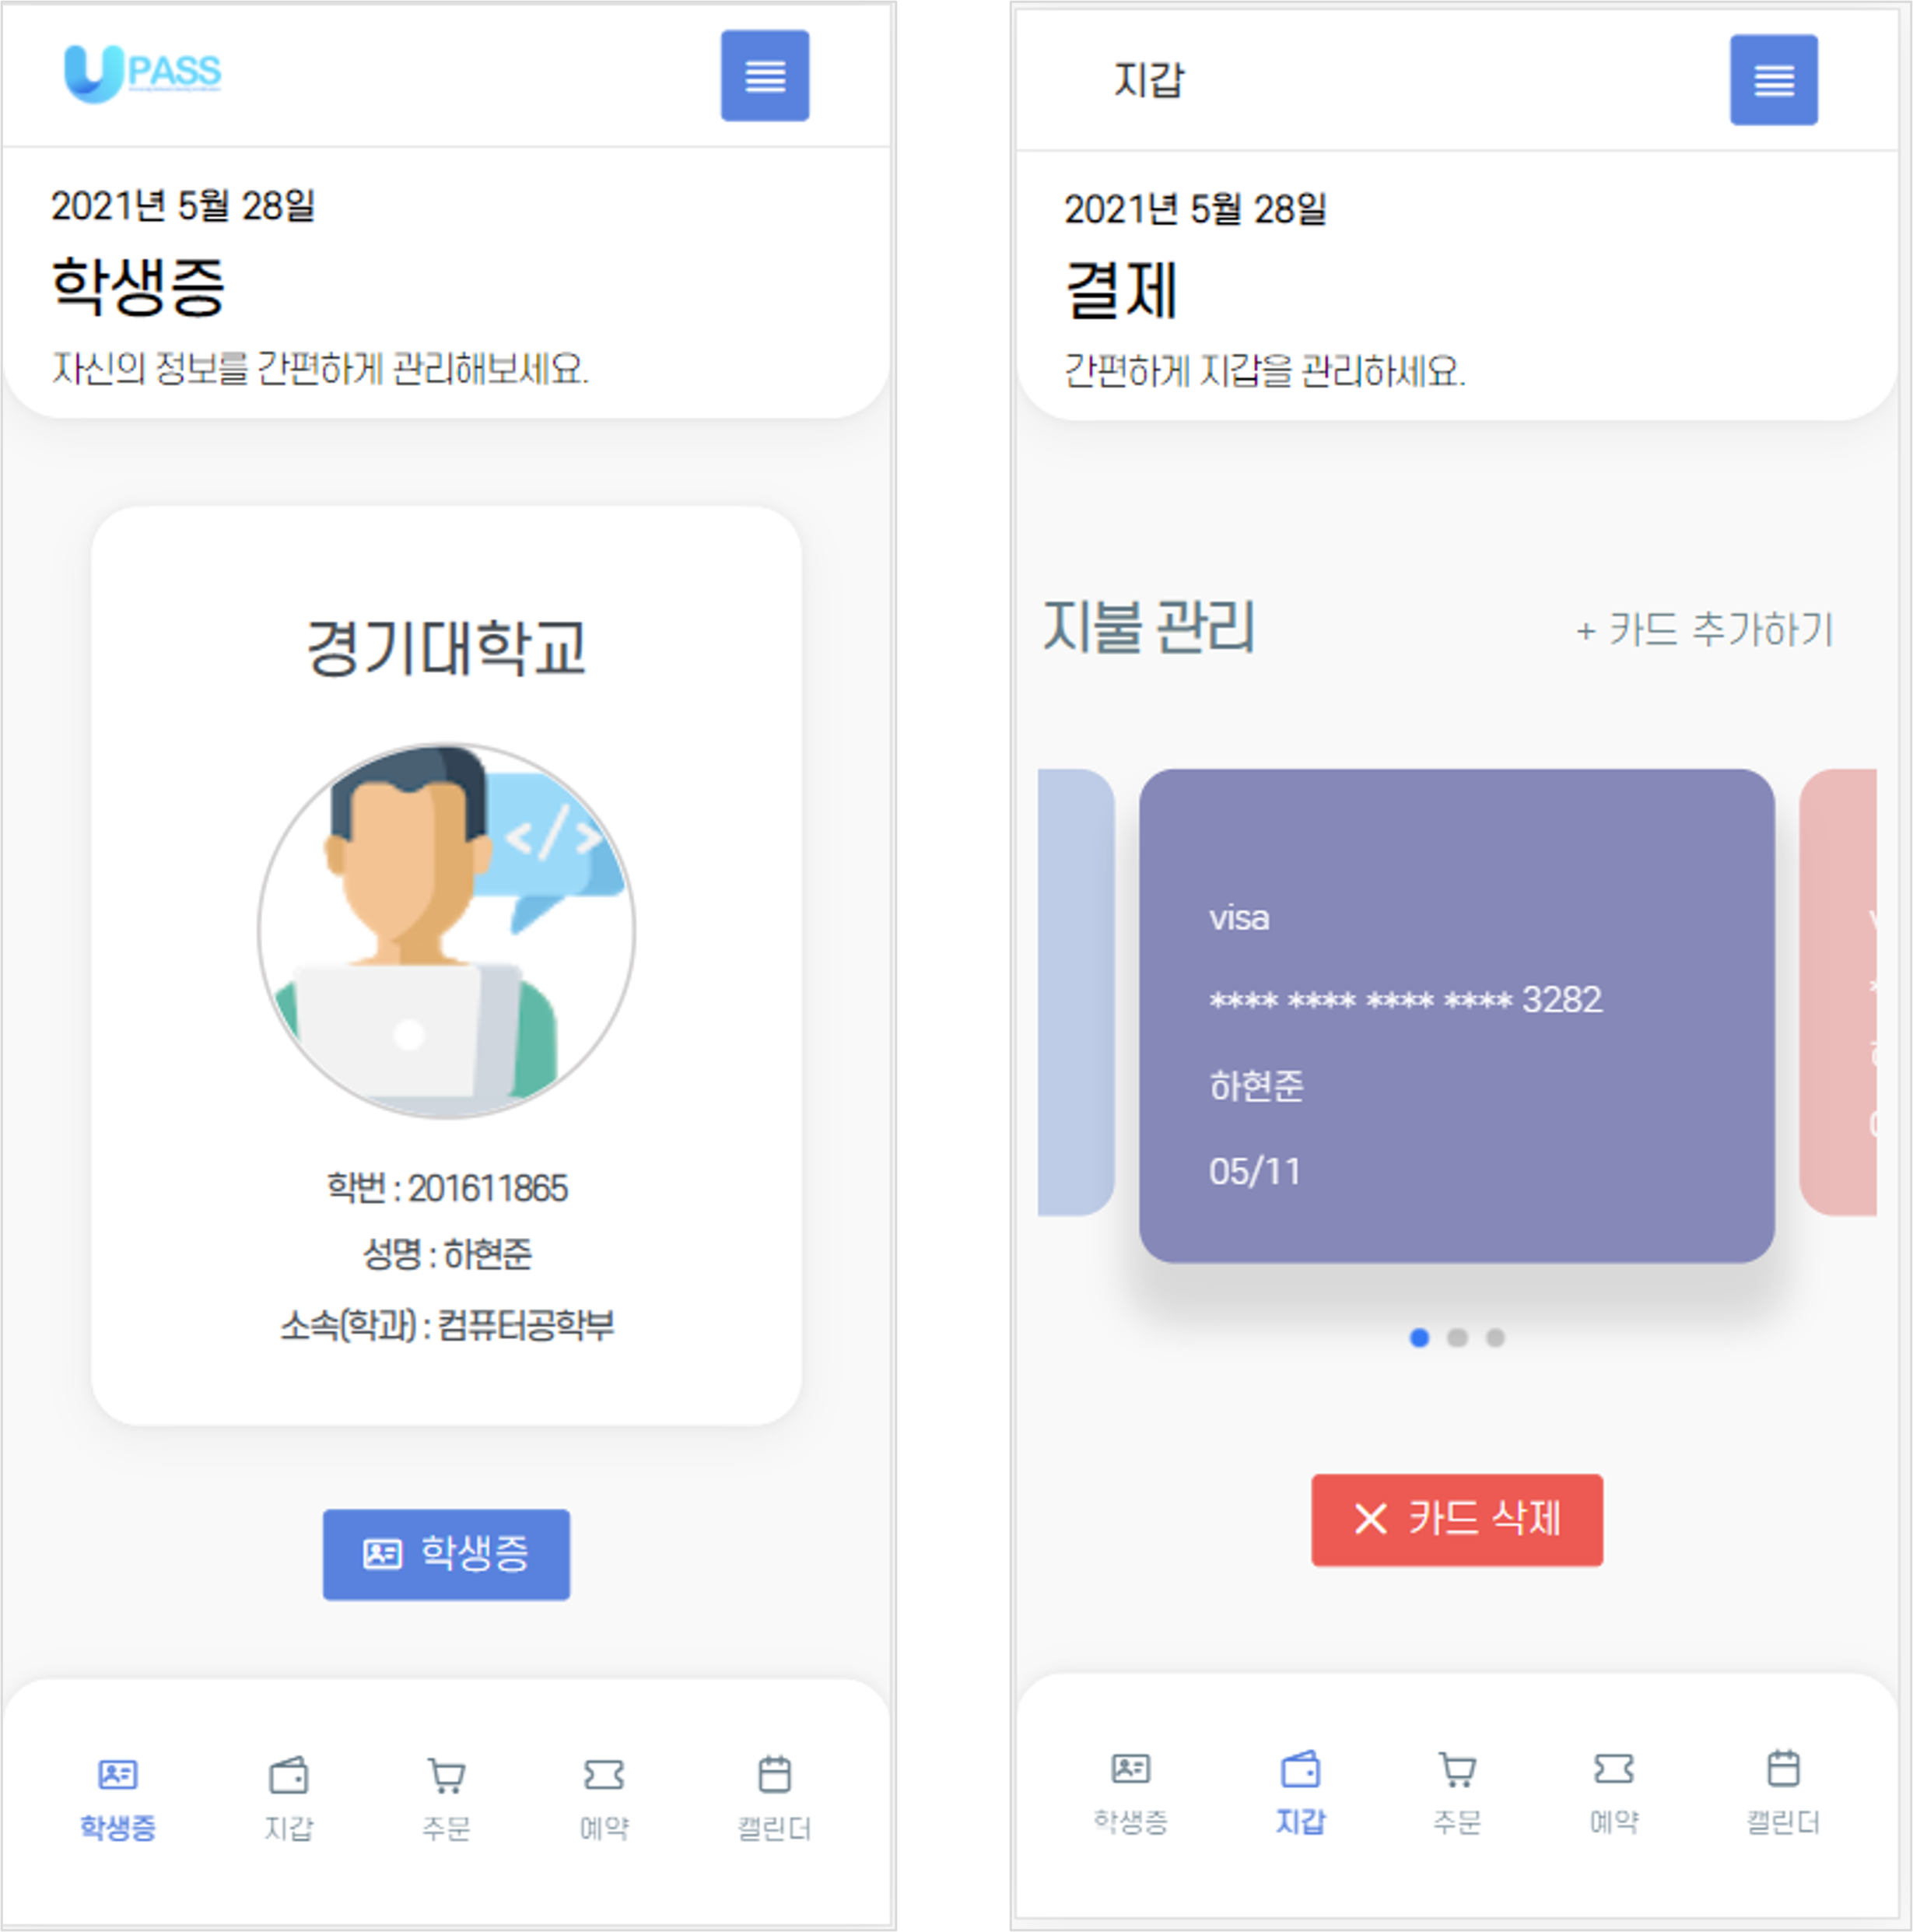 UPASS
2021년 5월 28일
학생증
자신의 정보를 간편하게 관리해보세요.
경기대학교
</>
학번 : 201611865
성명 : 하현준
소속(학과) : 컴퓨터공학부
학생증
학생증
지갑
주문
예약
캘린더
지갑
2021년 5월 28일
결제
간편하게 지갑을 관리하세요.
지불 관리
+ 카드 추가하기
visa
**** **** **** **** 3282
하현준
05/11
카드 삭제
학생증
지갑
주문
예약
캘린더